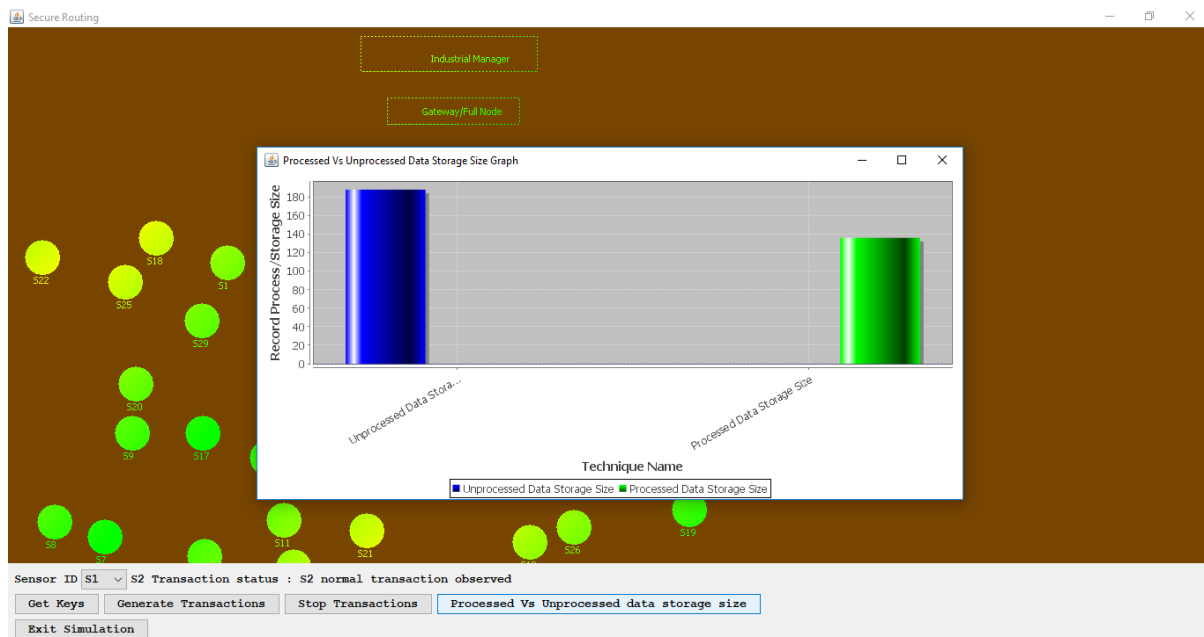 Secure Routing
Industrial Manager
Gateway/Full Node
Processed Vs Unprocessed Data Storage Size Graph
Record Process/Storage Size
180
160
140
120
100
80
60
40
20
0
Unprocessed Data Stora...
Processed Data Storage Size
Technique Name
Unprocessed Data Storage Size Processed Data Storage Size
S18
S22
S1
S25
S29
S20
S9 S17
S8
S7
S11
S21
S26
S19
Sensor ID S1 S2 Transaction status : S2 normal transaction observed
Get Keys Generate Transactions Stop Transactions Processed Vs Unprocessed data storage size
Exit Simulation